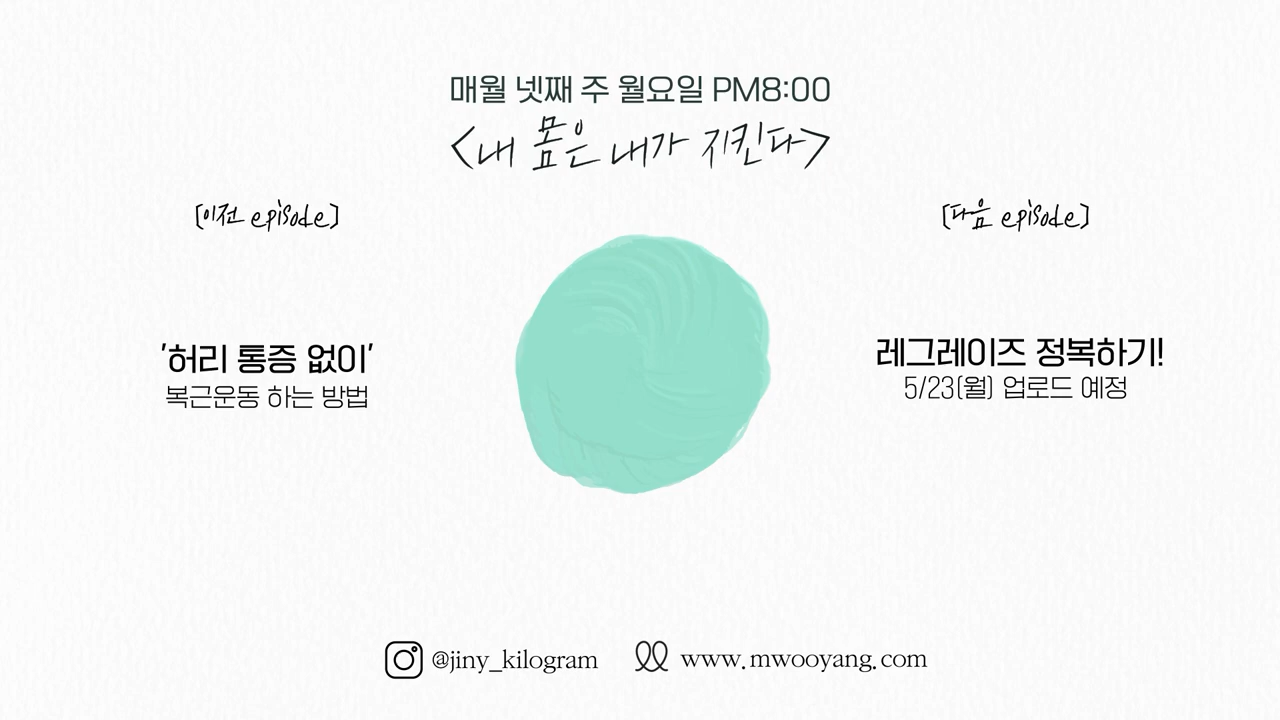 매월 넷째 주 월요일 PM8:00
<내 몸은 내가 지킨다>
[이전 episode]
'허리 통증 없이'
복근운동 하는 방법
[다음 episode]
레그레이즈 정복하기!
5/23(월) 업로드 예정
@jiny_kilogram
www.mwooyang.com